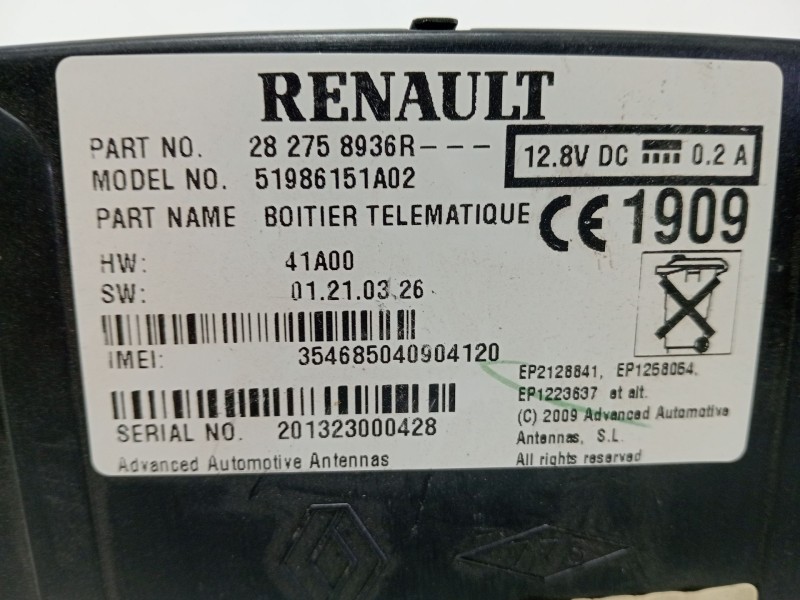 RENAULT
PART NO. 28 275 8936R---
12.8V DC 0.2 A
MODEL NO. 51986151A02
PART NAME BOITIER TELEMATIQUE
CE 1909
HW: 41A00
SW: 01.21.03.26
IMEI: 354685040904120
EP2128841, EP1258054,
EP1223637 et alt.
(C) 2009 Advanced Automotive
Antennas, S.L.
All rights reserved
SERIAL NO. 201323000428
Advanced Automotive Antennas